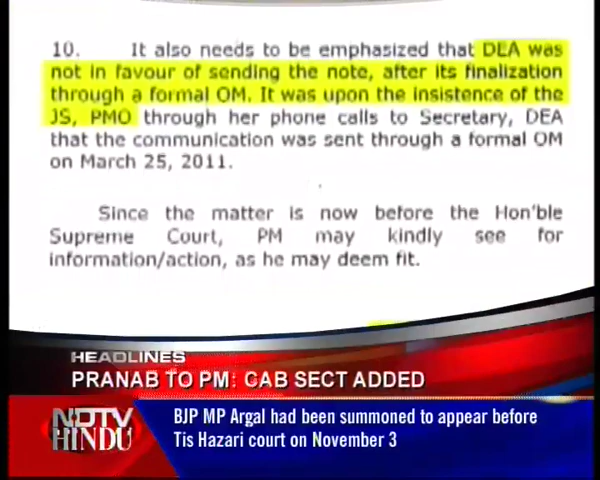 10. It also needs to be emphasized that DEA was
not in favour of sending the note, after its finalization
through a formal OM. It was upon the insistence of the
JS, PMO through her phone calls to Secretary, DEA
that the communication was sent through a formal OM
on March 25, 2011.
Since the matter is now before the Hon'ble
Supreme Court, PM may kindly see for
information/action, as he may deem fit.
HEADLINES
PRANAB TO PM: CAB SECT ADDED
NDTV
HINDU
BJP MP Argal had been summoned to appear before
Tis Hazari court on November 3